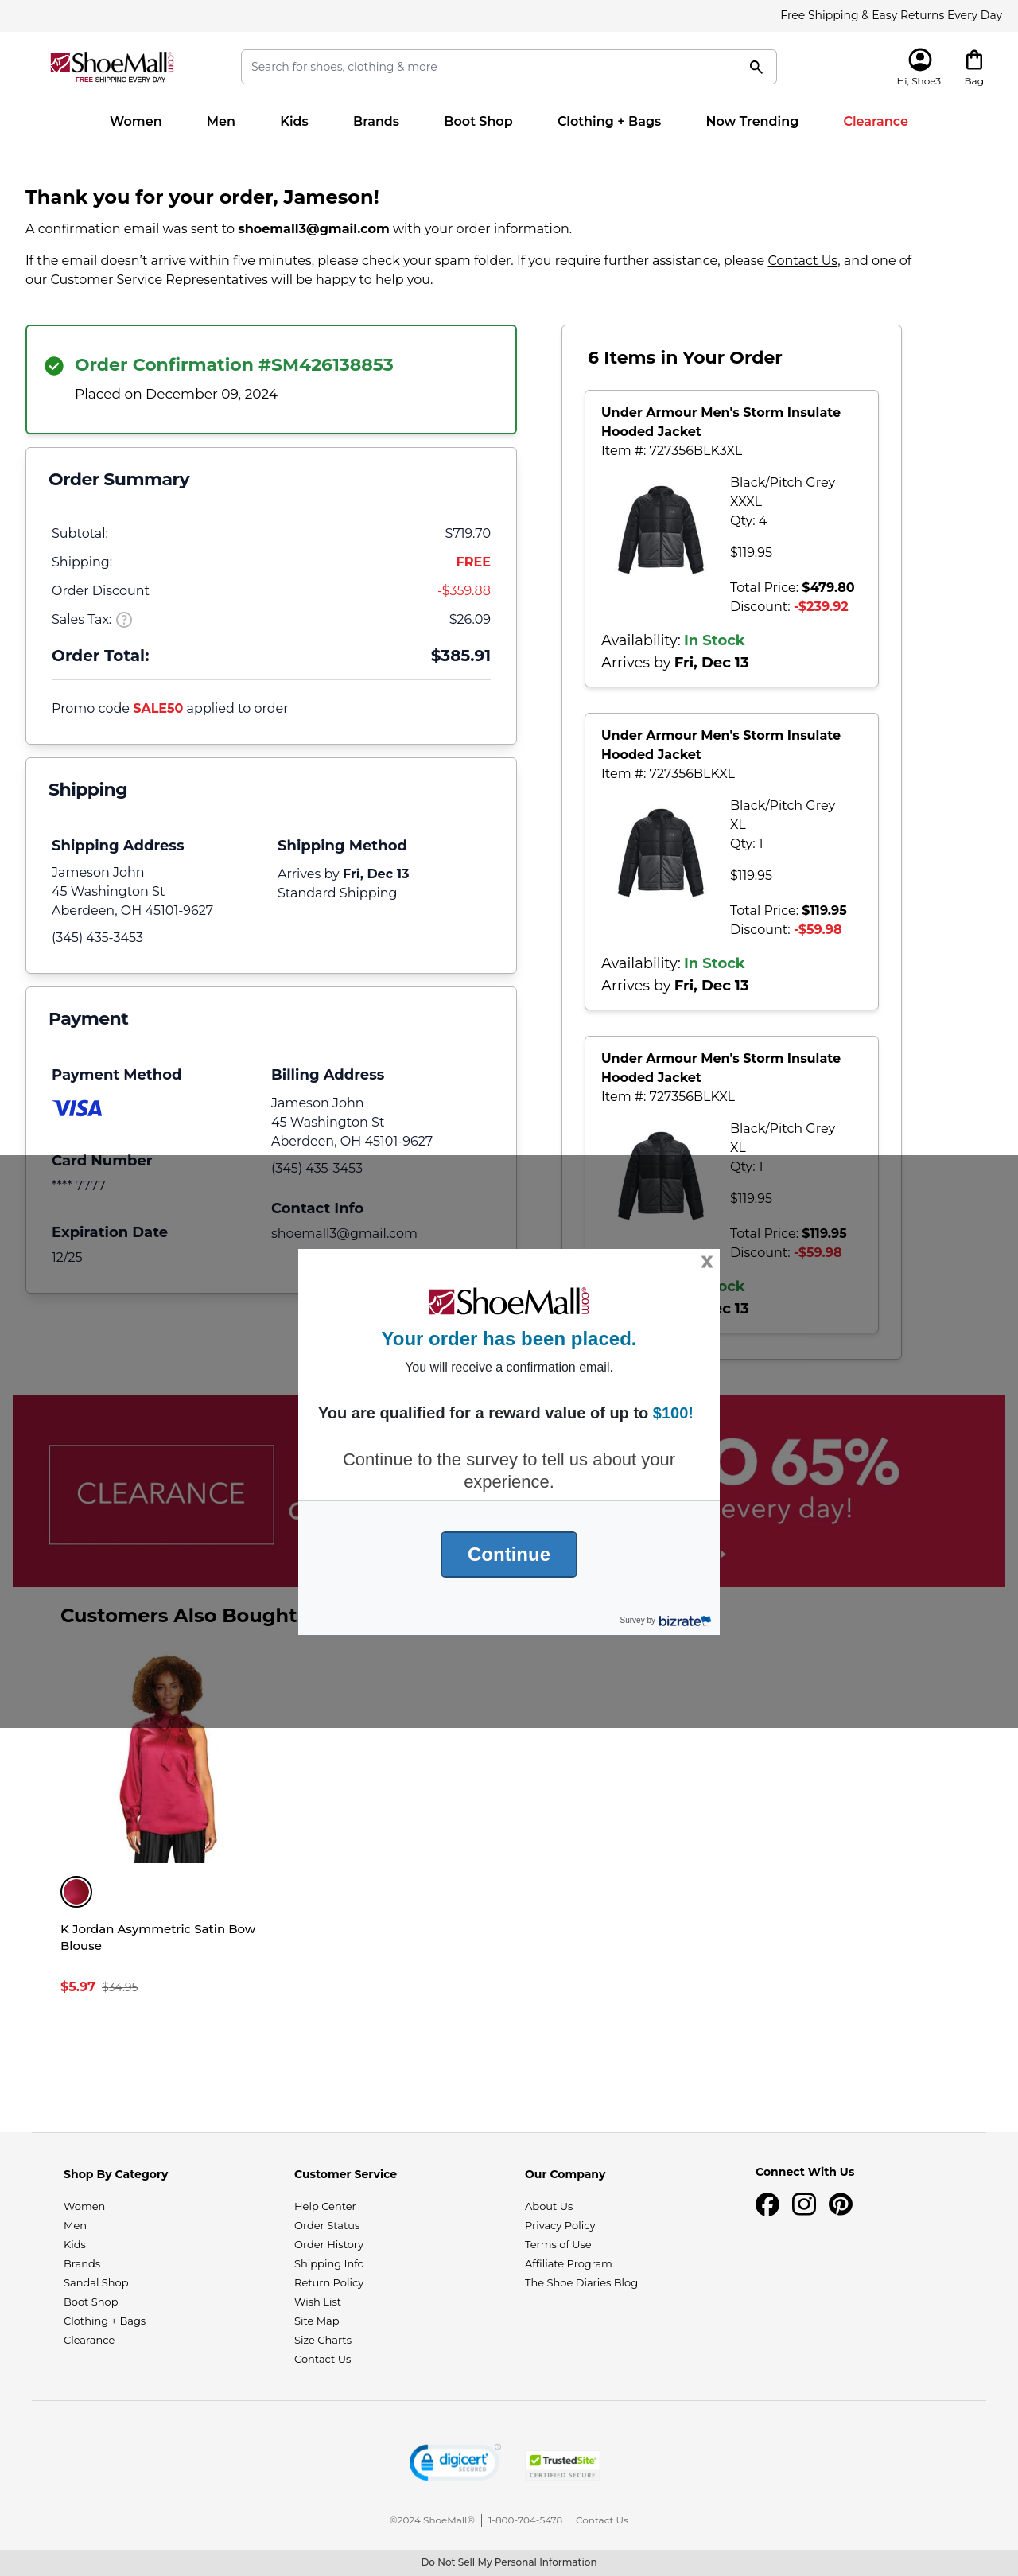 Free Shipping & Easy Returns Every Day
ShoeMall.com
FREE SHIPPING EVERY DAY
Search for shoes, clothing & more
Hi, Shoe3!
Bag
Women
Men
Kids
Brands
Boot Shop
Clothing + Bags
Now Trending
Clearance
Thank you for your order, Jameson!
A confirmation email was sent to shoemall3@gmail.com with your order information.
If the email doesn’t arrive within five minutes, please check your spam folder. If you require further assistance, please Contact Us, and one of
our Customer Service Representatives will be happy to help you.
Order Confirmation #SM426138853
Placed on December 09, 2024
Order Summary
Subtotal: $719.70
Shipping: FREE
Order Discount -$359.88
Sales Tax: ? $26.09
Order Total: $385.91
Promo code SALE50 applied to order
Shipping
Shipping Address
Jameson John
45 Washington St
Aberdeen, OH 45101-9627
(345) 435-3453
Shipping Method
Arrives by Fri, Dec 13
Standard Shipping
Payment
Payment Method
VISA
Card Number
**** 7777
Expiration Date
12/25
Billing Address
Jameson John
45 Washington St
Aberdeen, OH 45101-9627
(345) 435-3453
Contact Info
shoemall3@gmail.com
6 Items in Your Order
Under Armour Men's Storm Insulate
Hooded Jacket
Item #: 727356BLK3XL
Black/Pitch Grey
XXXL
Qty: 4
$119.95
Total Price: $479.80
Discount: -$239.92
Availability: In Stock
Arrives by Fri, Dec 13
Under Armour Men's Storm Insulate
Hooded Jacket
Item #: 727356BLKXL
Black/Pitch Grey
XL
Qty: 1
$119.95
Total Price: $119.95
Discount: -$59.98
Availability: In Stock
Arrives by Fri, Dec 13
Under Armour Men's Storm Insulate
Hooded Jacket
Item #: 727356BLKXL
Black/Pitch Grey
XL
Qty: 1
$119.95
Total Price: $119.95
Discount: -$59.98
ock
ec 13
X
ShoeMall.com
Your order has been placed.
You will receive a confirmation email.
You are qualified for a reward value of up to $100!
Continue to the survey to tell us about your
experience.
Continue
Survey by bizrate
CLEARANCE
O 65%
every day!
Customers Also Bought
K Jordan Asymmetric Satin Bow
Blouse
$5.97 $34.95
Shop By Category
Women
Men
Kids
Brands
Sandal Shop
Boot Shop
Clothing + Bags
Clearance
Customer Service
Help Center
Order Status
Order History
Shipping Info
Return Policy
Wish List
Site Map
Size Charts
Contact Us
Our Company
About Us
Privacy Policy
Terms of Use
Affiliate Program
The Shoe Diaries Blog
Connect With Us
digicert
SECURED
TrustedSite
CERTIFIED SECURE
©2024 ShoeMall®
1-800-704-5478
Contact Us
Do Not Sell My Personal Information